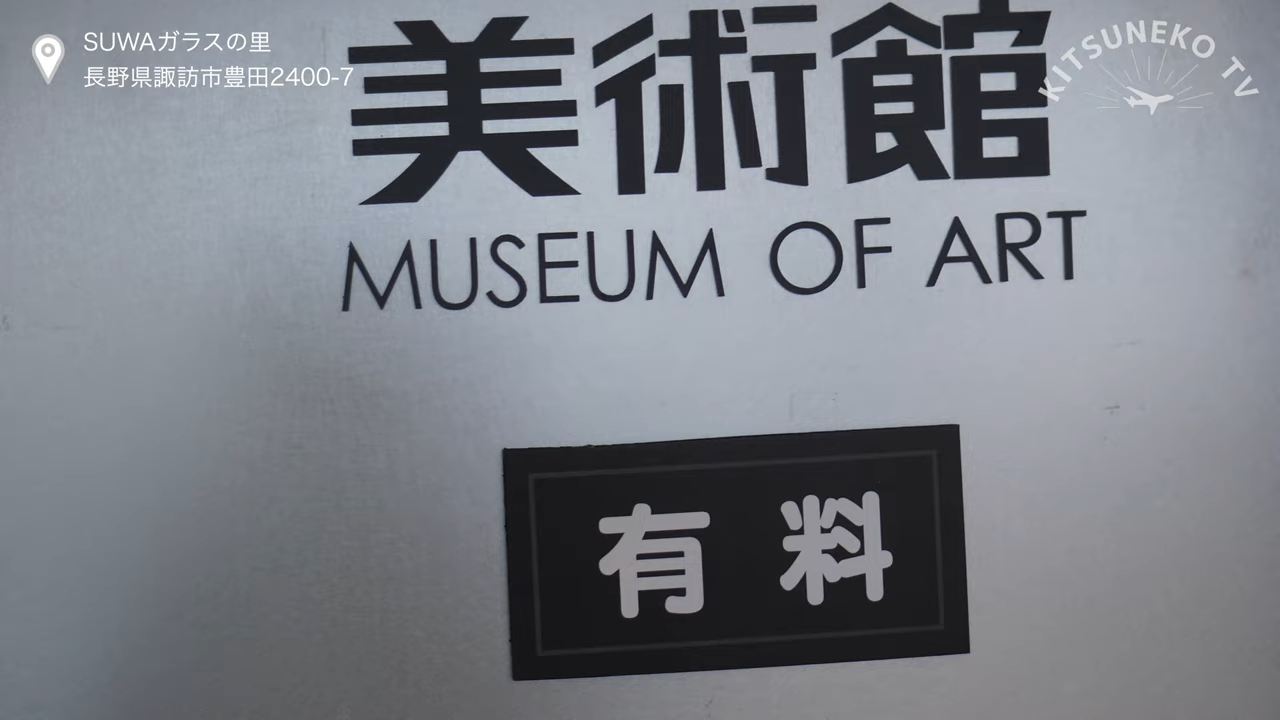 SUWAガラスの里
長野県諏訪市豊田2400-7
KITSUNEKO TV
美術館
MUSEUM OF ART
有料